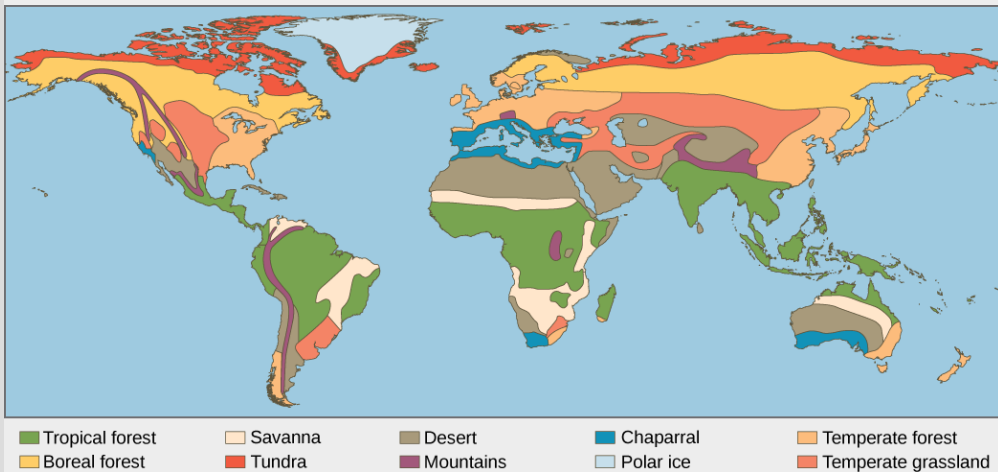 Tropical forest
Savanna
Desert
Chaparral
Temperate forest
Boreal forest
Tundra
Mountains
Polar ice
Temperate grassland